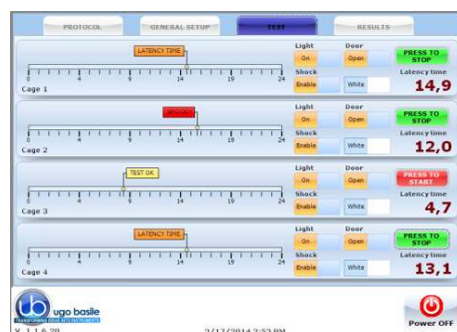 PROTOCOL GENERAL SETUP TEST RESULTS
LATENCY TIME Light Door PRESS TO STOP
On Open
0 4 9 14 19 24 Shock Latency time
Cage 1 Enable White 14,9
Light Door PRESS TO STOP
On Open
0 4 9 14 19 24 Shock Latency time
Cage 2 Enable White 12,0
TEST OK Light Door PRESS TO START
On Open
0 4 9 14 19 24 Shock Latency time
Cage 3 Enable White 4,7
LATENCY TIME Light Door PRESS TO STOP
On Open
0 4 9 14 19 24 Shock Latency time
Cage 4 Enable White 13,1
ub ugo basile
Power OFF